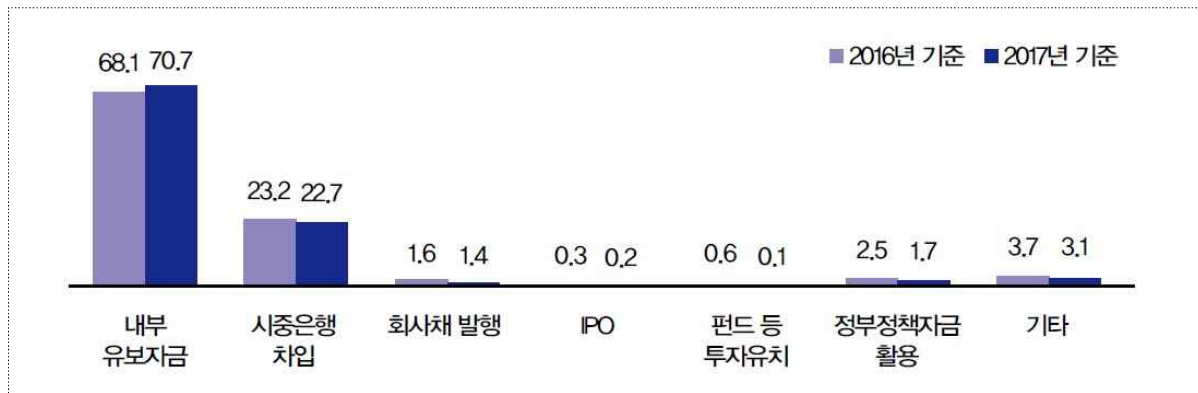 ■ 2016년 기준 ■ 2017년 기준
68.1 70.7
23.2 22.7
1.6 1.4
0.3 0.2
0.6 0.1
2.5 1.7
3.7 3.1
내부
유보자금
시중은행
차입
회사채 발행
IPO
펀드 등
투자유치
정부정책자금
활용
기타